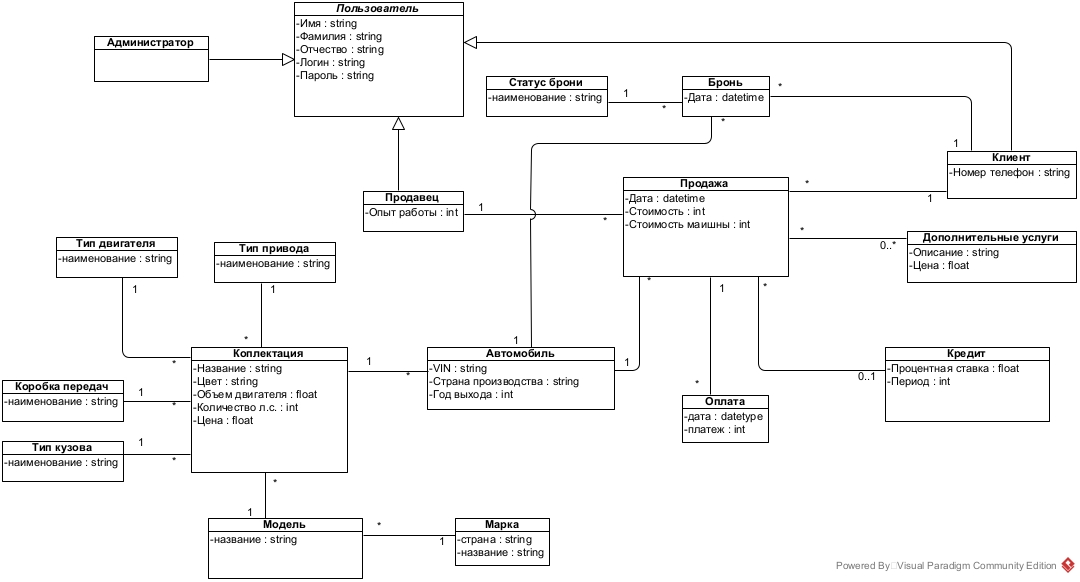 Пользователь
-Имя : string
-Фамилия : string
-Отчество : string
-Логин : string
-Пароль : string
Администратор
Статус брони
-наименование : string
1
*
Бронь
-Дата : datetime
*
*
1
Клиент
-Номер телефон : string
Продавец
-Опыт работы : int
1
*
Продажа
-Дата : datetime
-Стоимость : int
-Стоимость маишны : int
*
1
*
0..*
Дополнительные услуги
-Описание : string
-Цена : float
Тип двигателя
-наименование : string
1
*
Тип привода
-наименование : string
1
*
*
1
*
Коплектация
-Название : string
-Цвет : string
-Объем двигателя : float
-Количество л.с. : int
-Цена : float
1
*
1
Автомобиль
-VIN : string
-Страна производства : string
-Год выхода : int
1
Кредит
-Процентная ставка : float
-Период : int
0..1
*
Оплата
-дата : datetype
-платеж : int
Коробка передач
-наименование : string
1
*
Тип кузова
-наименование : string
1
*
*
1
Модель
-название : string
*
1
Марка
-страна : string
-название : string
Powered By Visual Paradigm Community Edition